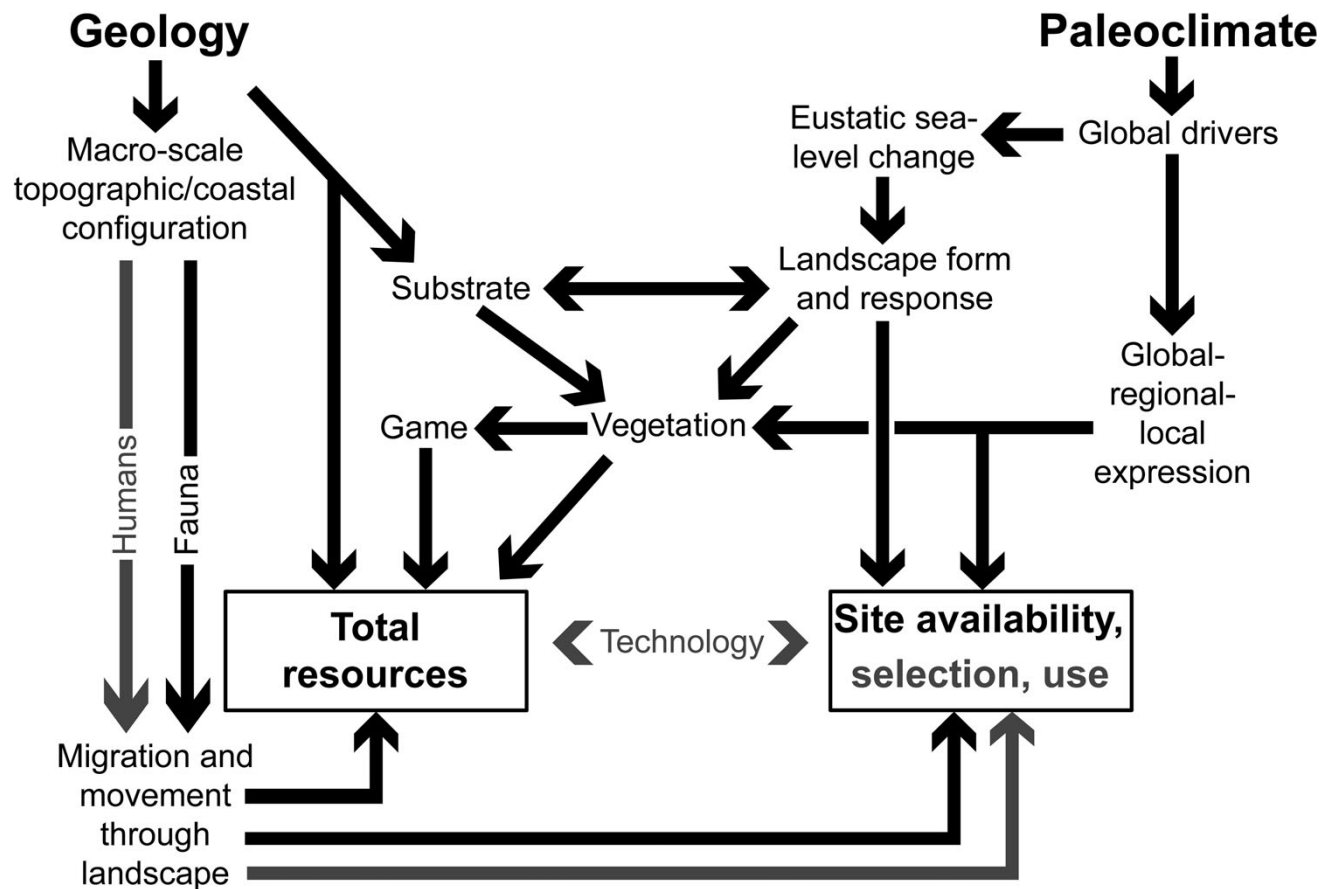 Geology
Paleoclimate
Macro-scale
topographic/coastal
configuration
Eustatic sea-
level change
Global drivers
Substrate
Landscape form
and response
Global-
regional-
local
expression
Game
Vegetation
Humans
Fauna
Total
resources
Technology
Site availability,
selection, use
Migration and
movement
through
landscape